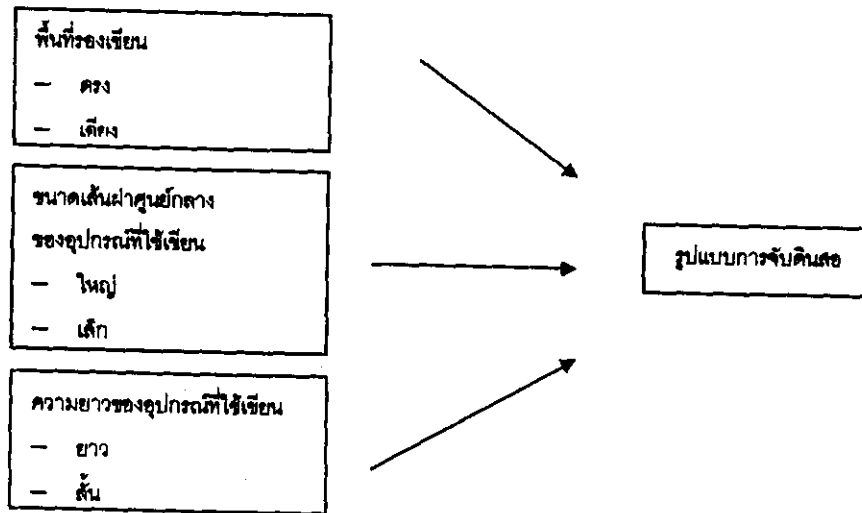 พื้นที่รองเขียน
– ตรง
– เอียง
ขนาดเส้นผ่าศูนย์กลาง
ของอุปกรณ์ที่ใช้เขียน
– ใหญ่
– เล็ก
ความยาวของอุปกรณ์ที่ใช้เขียน
– ยาว
– สั้น
รูปแบบการจับดินสอ